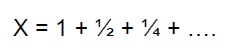 X = 1 + ½ + ¼ + ....